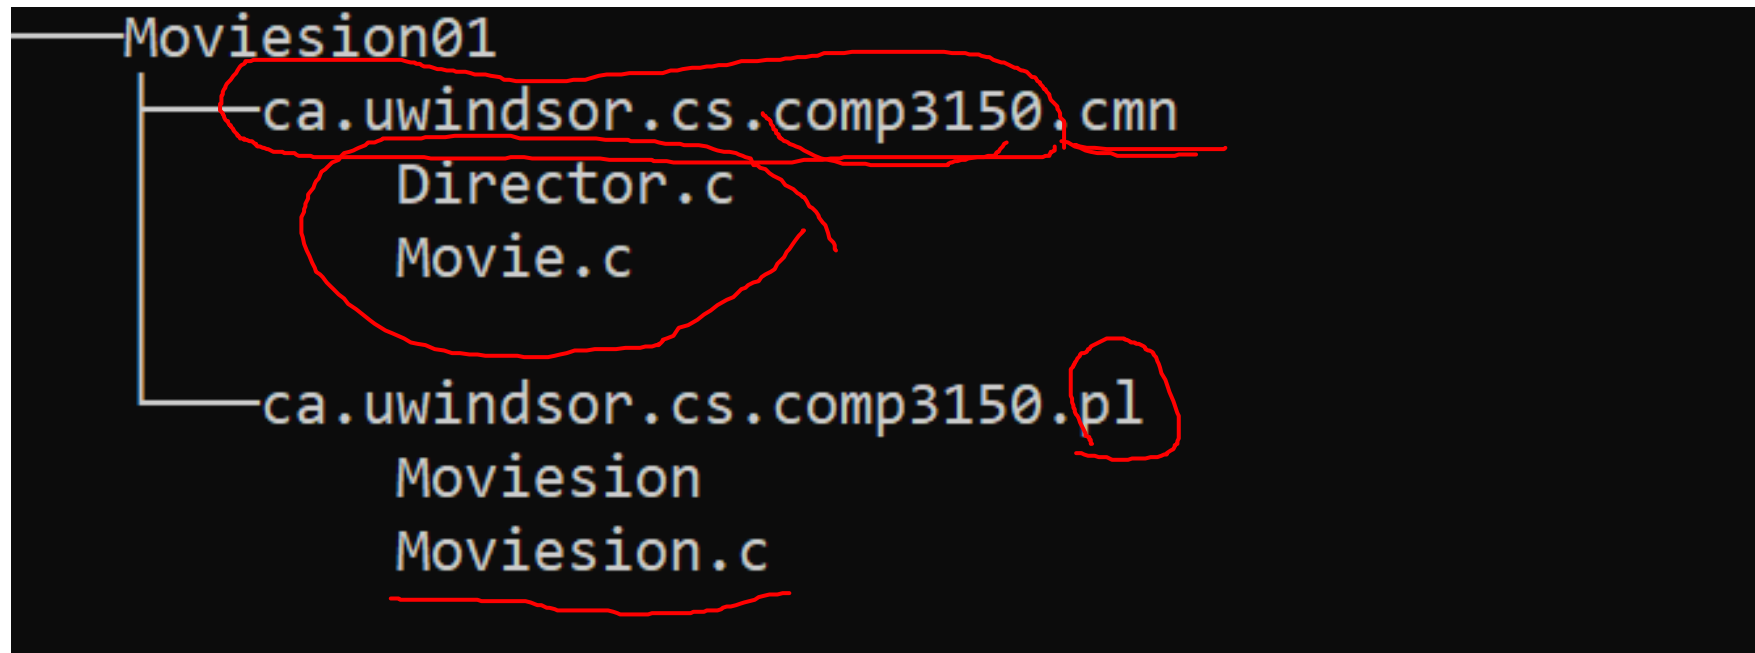 Moviesion01
ca.uwindsor.cs.comp3150.cmn
Director.c
Movie.c
ca.uwindsor.cs.comp3150.pl
Moviesion
Moviesion.c